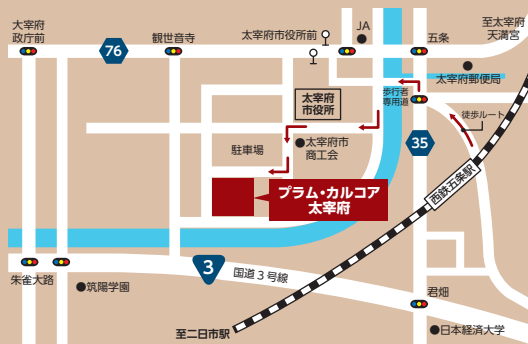 大宰府
政庁前
76
観世音寺
太宰府市役所前
JA
五条
至太宰府
天満宮
太宰府郵便局
太宰府
市役所
歩行者
専用道
徒歩ルート
駐車場
太宰府市
商工会
35
西鉄五条駅
プラム・カルコア
太宰府
3
国道3号線
朱雀大路
筑陽学園
君畑
至二日市駅
日本経済大学